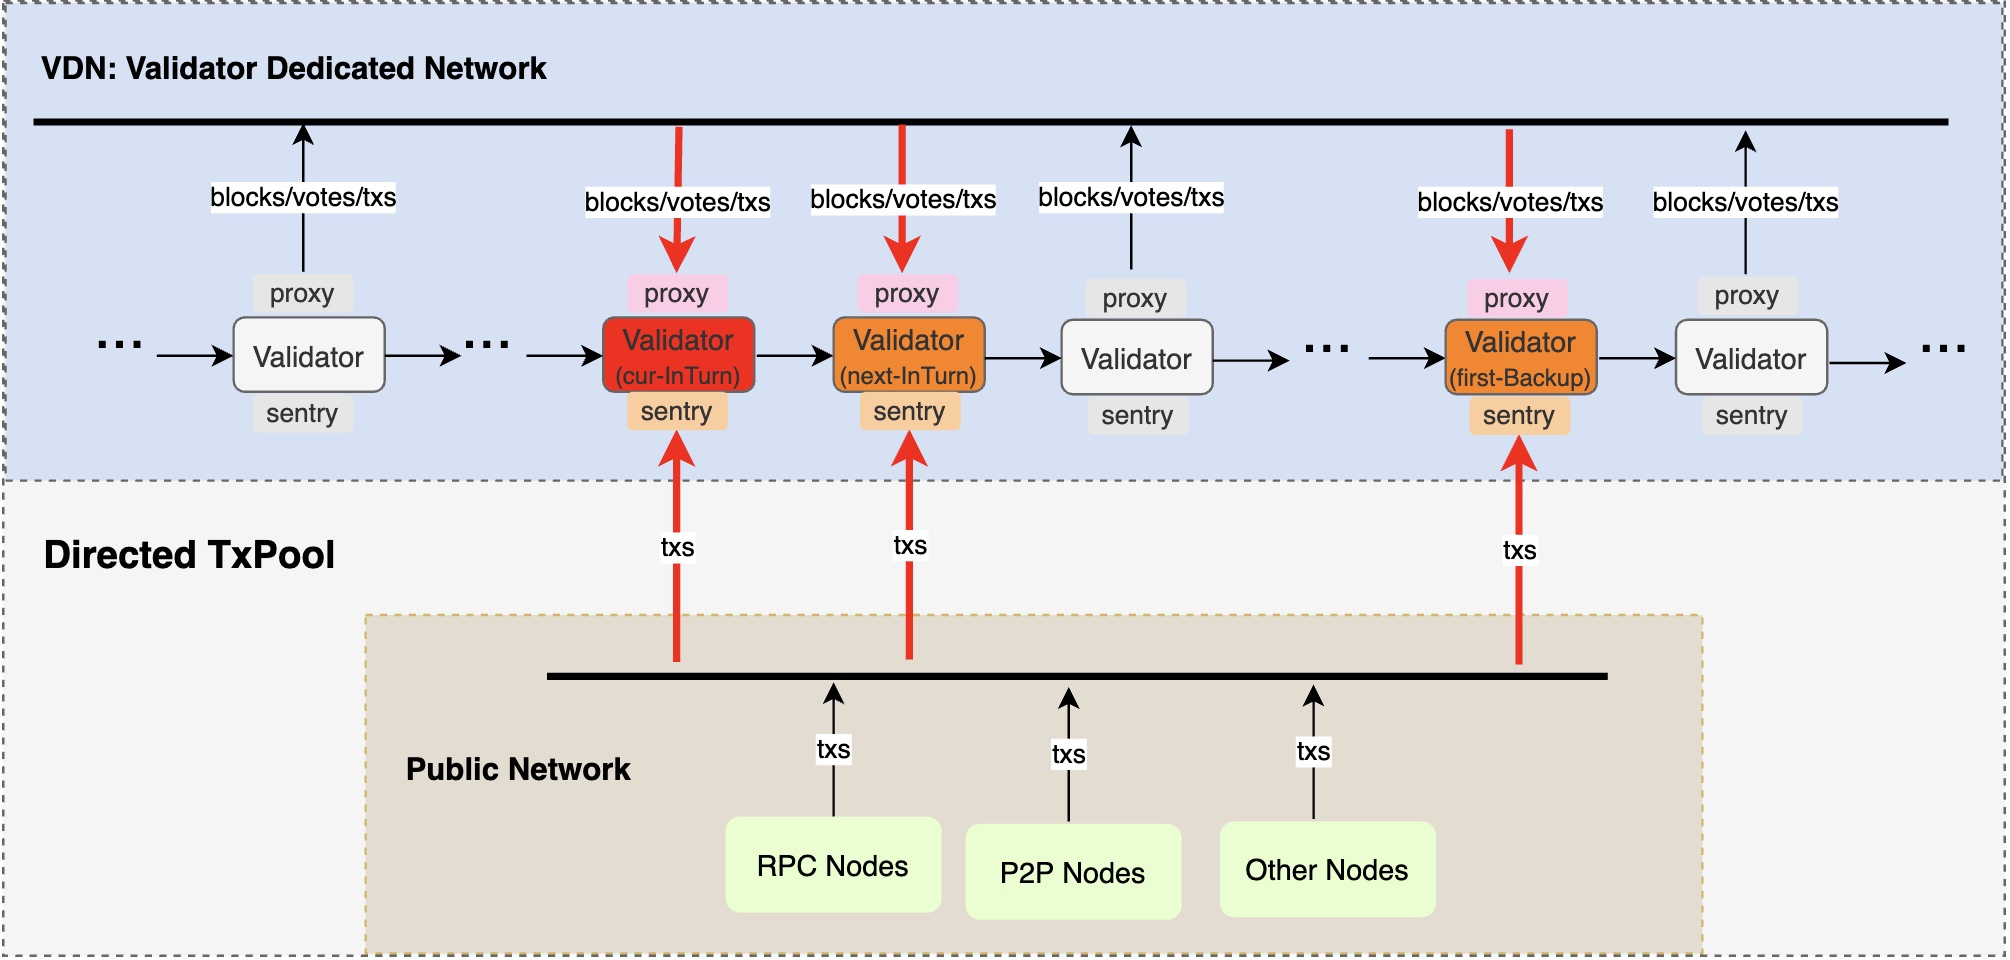 VDN: Validator Dedicated Network
blocks/votes/txs
blocks/votes/txs
blocks/votes/txs
blocks/votes/txs
blocks/votes/txs
blocks/votes/txs
proxy
proxy
proxy
proxy
proxy
proxy
...
Validator
...
Validator
(cur-InTurn)
Validator
(next-InTurn)
Validator
...
Validator
(first-Backup)
Validator
...
sentry
sentry
sentry
sentry
sentry
sentry
Directed TxPool
txs
txs
txs
Public Network
txs
txs
txs
RPC Nodes
P2P Nodes
Other Nodes